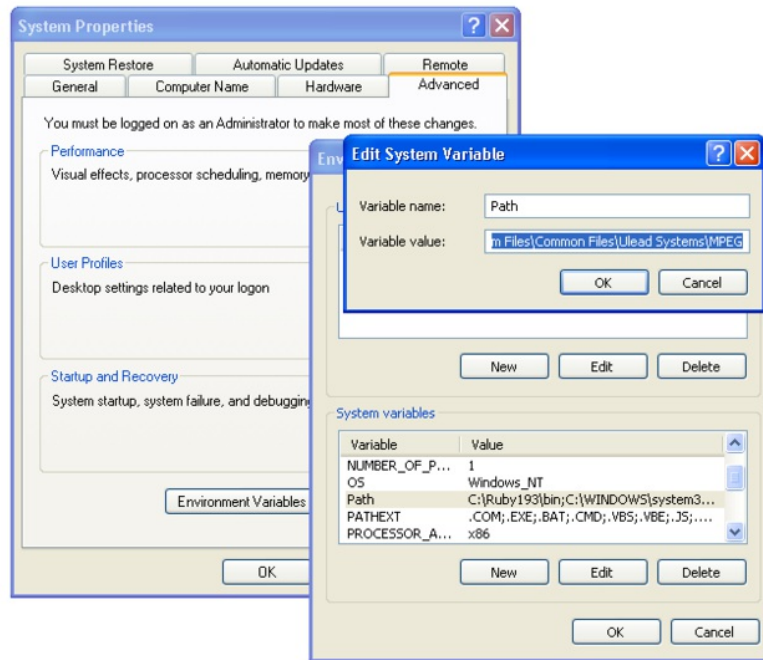 System Properties
System Restore
Automatic Updates
Remote
General
Computer Name
Hardware
Advanced
You must be logged on as an Administrator to make most of these changes.
Performance
Visual effects, processor scheduling, memory
User Profiles
Desktop settings related to your logon
Startup and Recovery
System startup, system failure, and debugging
Environment Variables
OK
Env
Edit System Variable
Variable name:
Path
Variable value:
m Files\Common Files\Ulead Systems\MPEG
OK
Cancel
U
New
Edit
Delete
System variables
Variable
Value
NUMBER_OF_P...
1
OS
Windows_NT
Path
C:\Ruby193\bin;C:\WINDOWS\system3...
PATHEXT
.COM;.EXE;.BAT;.CMD;.VBS;.VBE;.JS;....
PROCESSOR_A...
x86
New
Edit
Delete
OK
Cancel